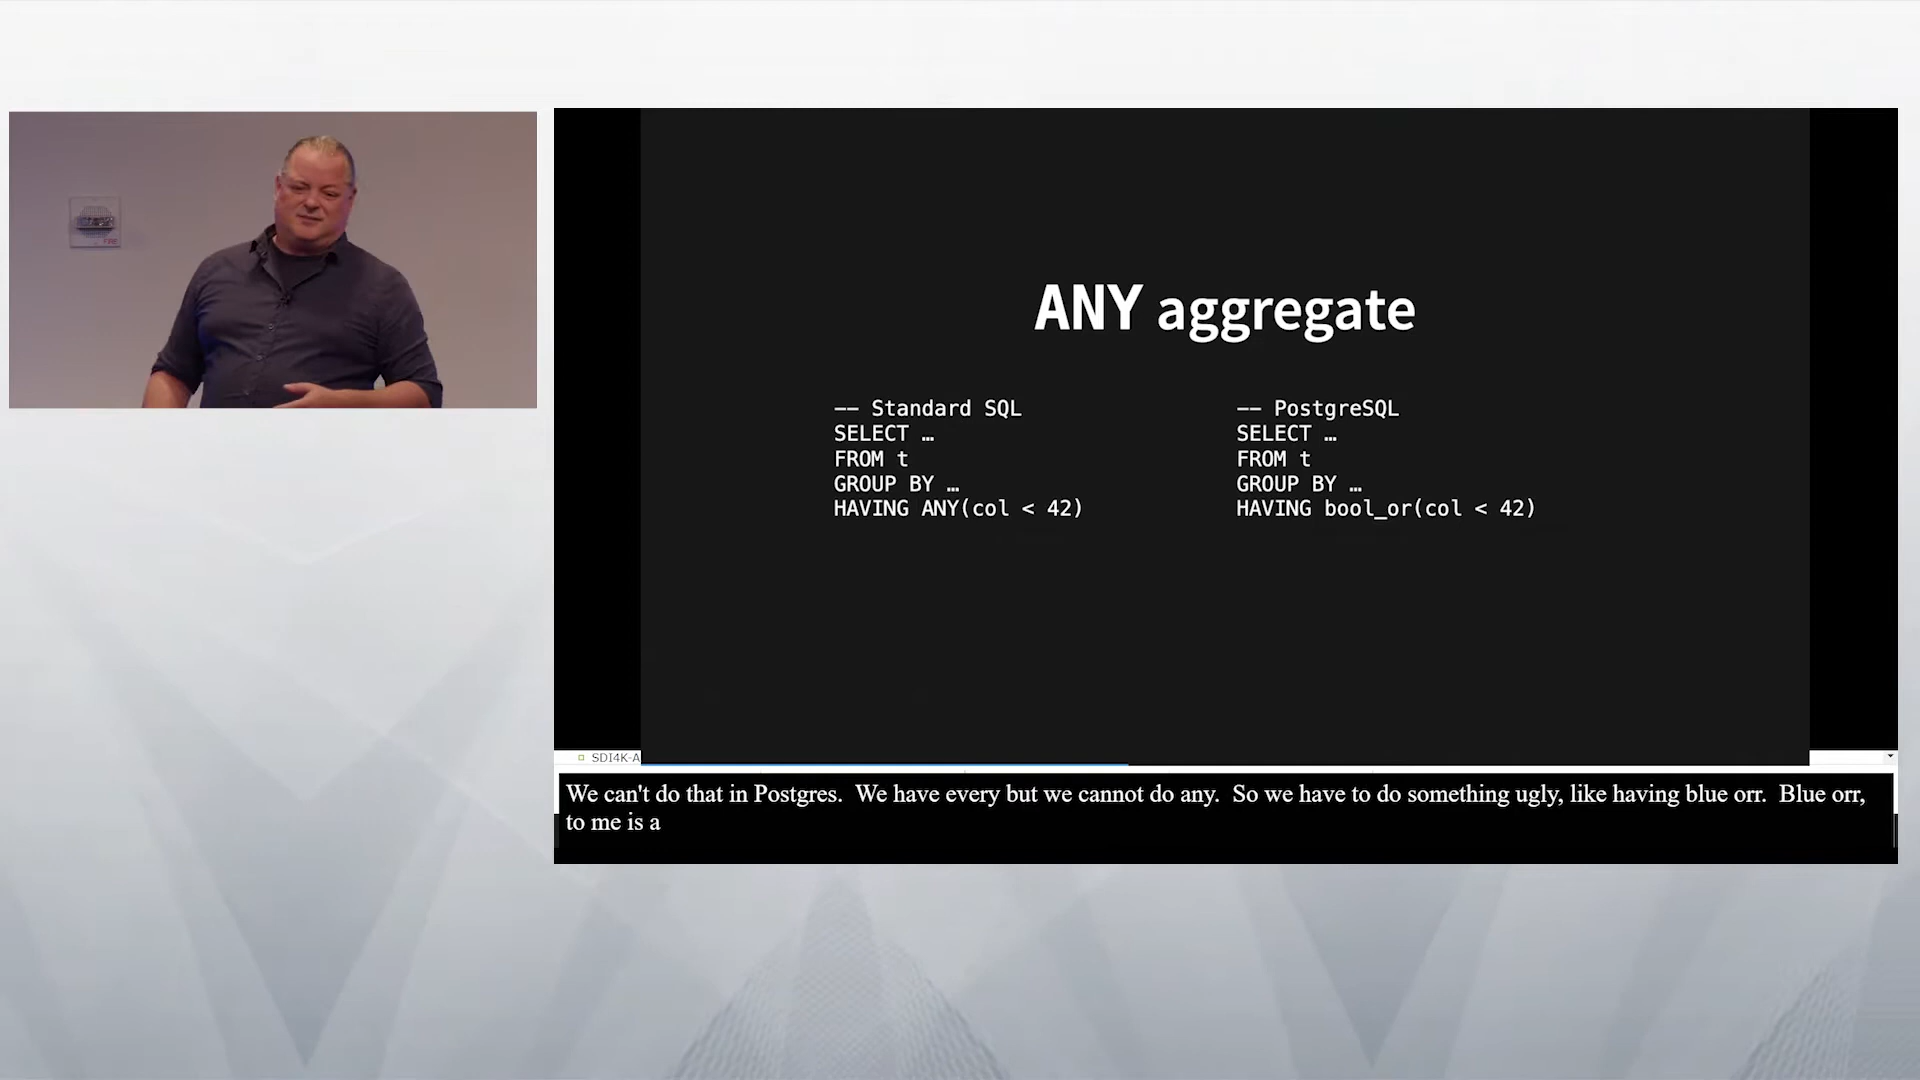 FIRE
ANY aggregate
-- Standard SQL
SELECT …
FROM t
GROUP BY …
HAVING ANY(col < 42)
-- PostgreSQL
SELECT …
FROM t
GROUP BY …
HAVING bool_or(col < 42)
SDI4K-A
We can't do that in Postgres.  We have every but we cannot do any.  So we have to do something ugly, like having blue orr.  Blue orr,
to me is a